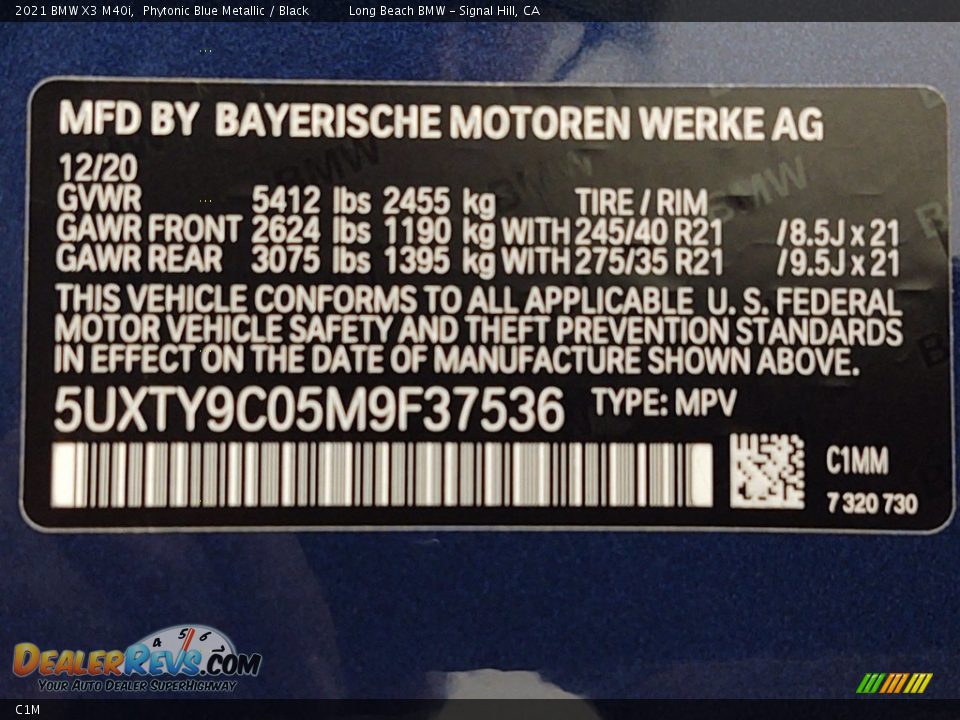 2021 BMW X3 M40i, Phytonic Blue Metallic / Black Long Beach BMW - Signal Hill, CA
MFD BY BAYERISCHE MOTOREN WERKE AG
12/20
GVWR 5412 lbs 2455 kg TIRE / RIM
GAWR FRONT 2624 lbs 1190 kg WITH 245/40 R21 /8.5J x 21
GAWR REAR 3075 lbs 1395 kg WITH 275/35 R21 /9.5J x 21
THIS VEHICLE CONFORMS TO ALL APPLICABLE U. S. FEDERAL
MOTOR VEHICLE SAFETY AND THEFT PREVENTION STANDARDS
IN EFFECT ON THE DATE OF MANUFACTURE SHOWN ABOVE.
5UXTY9C05M9F37536 TYPE: MPV
C1MM
7 320 730
4 5 6 7
DEALERREVS.COM
YOUR AUTO DEALER SUPERHIGHWAY
C1M